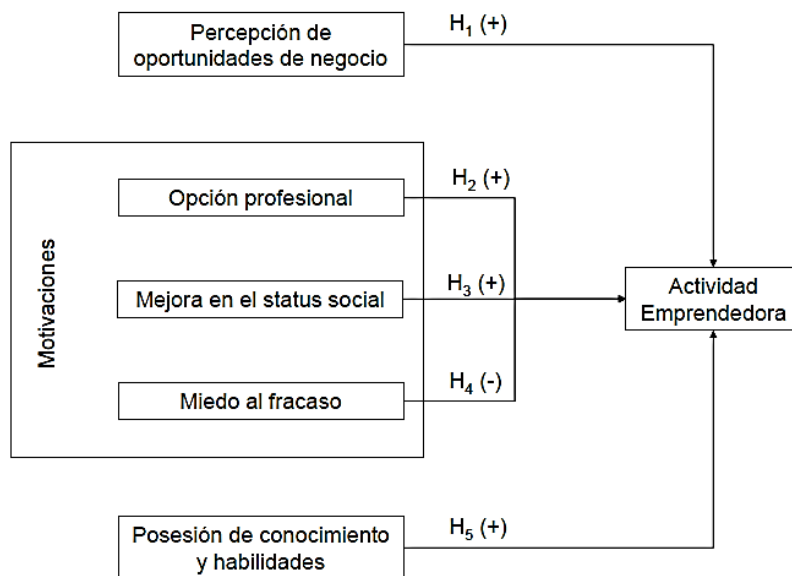 Percepción de
oportunidades de negocio
H₁ (+)
Motivaciones
Opción profesional
H₂ (+)
Mejora en el status social
H₃ (+)
Miedo al fracaso
H₄ (-)
Actividad
Emprendedora
Posesión de conocimiento
y habilidades
H₅ (+)